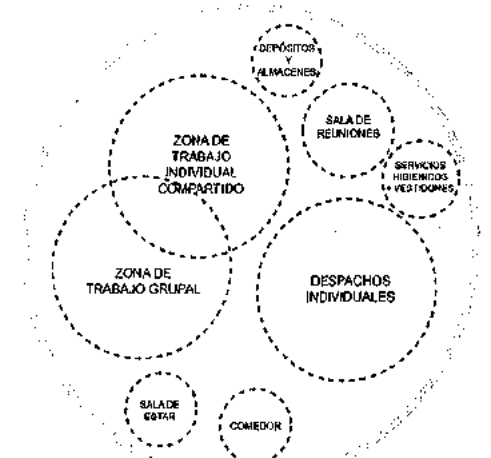 DEPÓSITOS
Y
ALMACENES
SALA DE
REUNIONES
ZONA DE
TRABAJO
INDIVIDUAL
COMPARTIDO
SERVICIOS
HIGIENICOS
VESTIDORES
ZONA DE
TRABAJO GRUPAL
DESPACHOS
INDIVIDUALES
SALA DE
ESTAR
COMEDOR